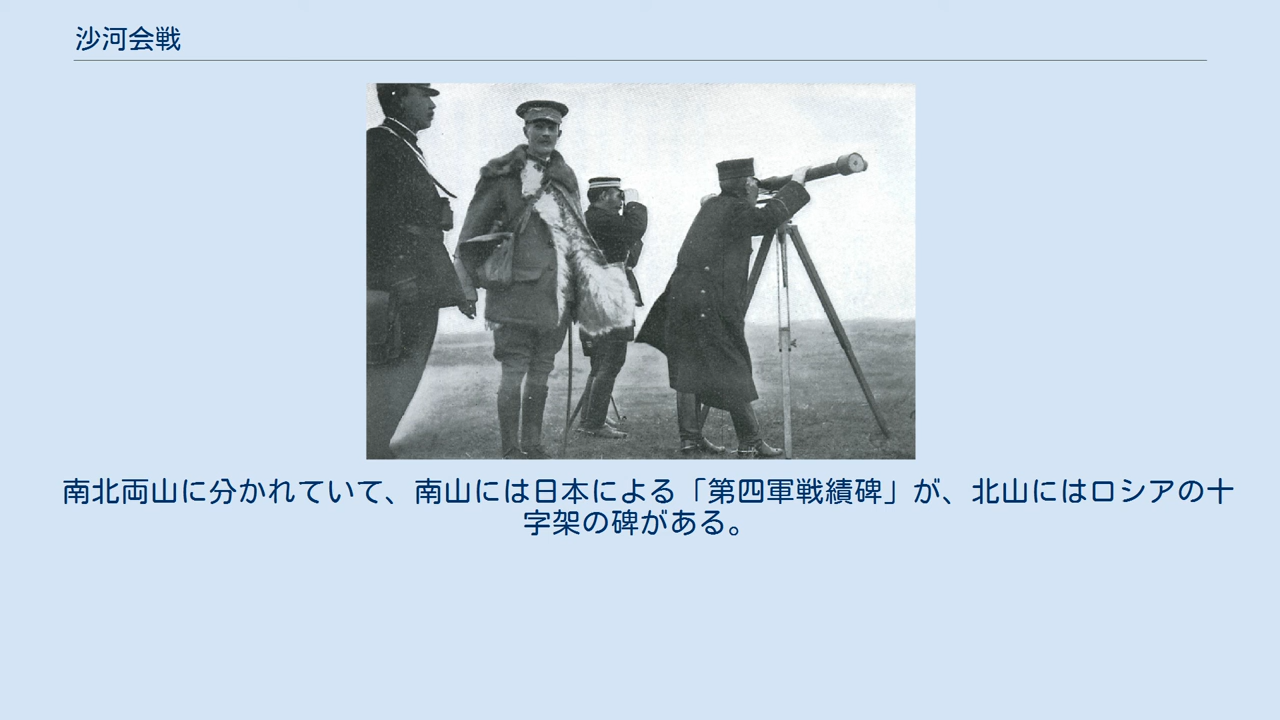 沙河会戦
南北両山に分かれていて、南山には日本による「第四軍戦績碑」が、北山にはロシアの十
字架の碑がある。